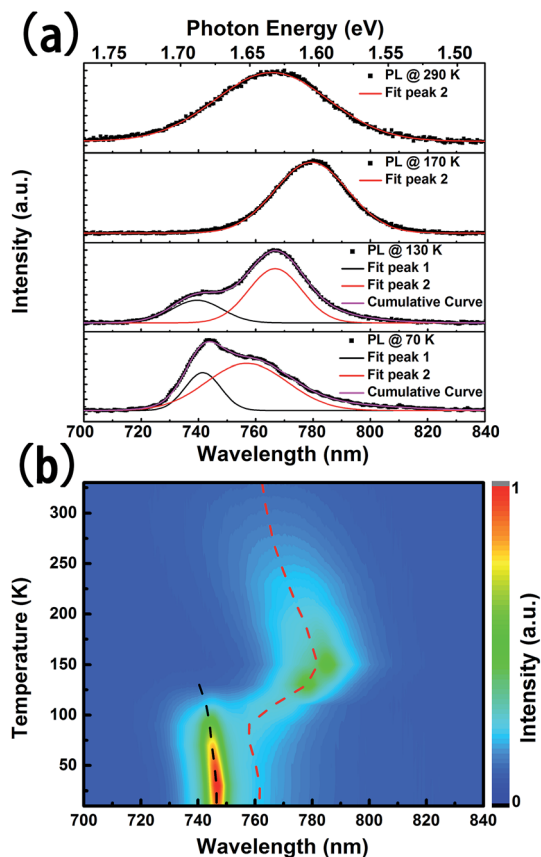 (a)
Photon Energy (eV)
1.75 1.70 1.65 1.60 1.55 1.50
PL @ 290 K
Fit peak 2
PL @ 170 K
Fit peak 2
PL @ 130 K
Fit peak 1
Fit peak 2
Cumulative Curve
PL @ 70 K
Fit peak 1
Fit peak 2
Cumulative Curve
Intensity (a.u.)
700 720 740 760 780 800 820 840
Wavelength (nm)
(b)
300
250
200
150
100
50
Temperature (K)
1
0
Intensity (a.u.)
700 720 740 760 780 800 820 840
Wavelength (nm)